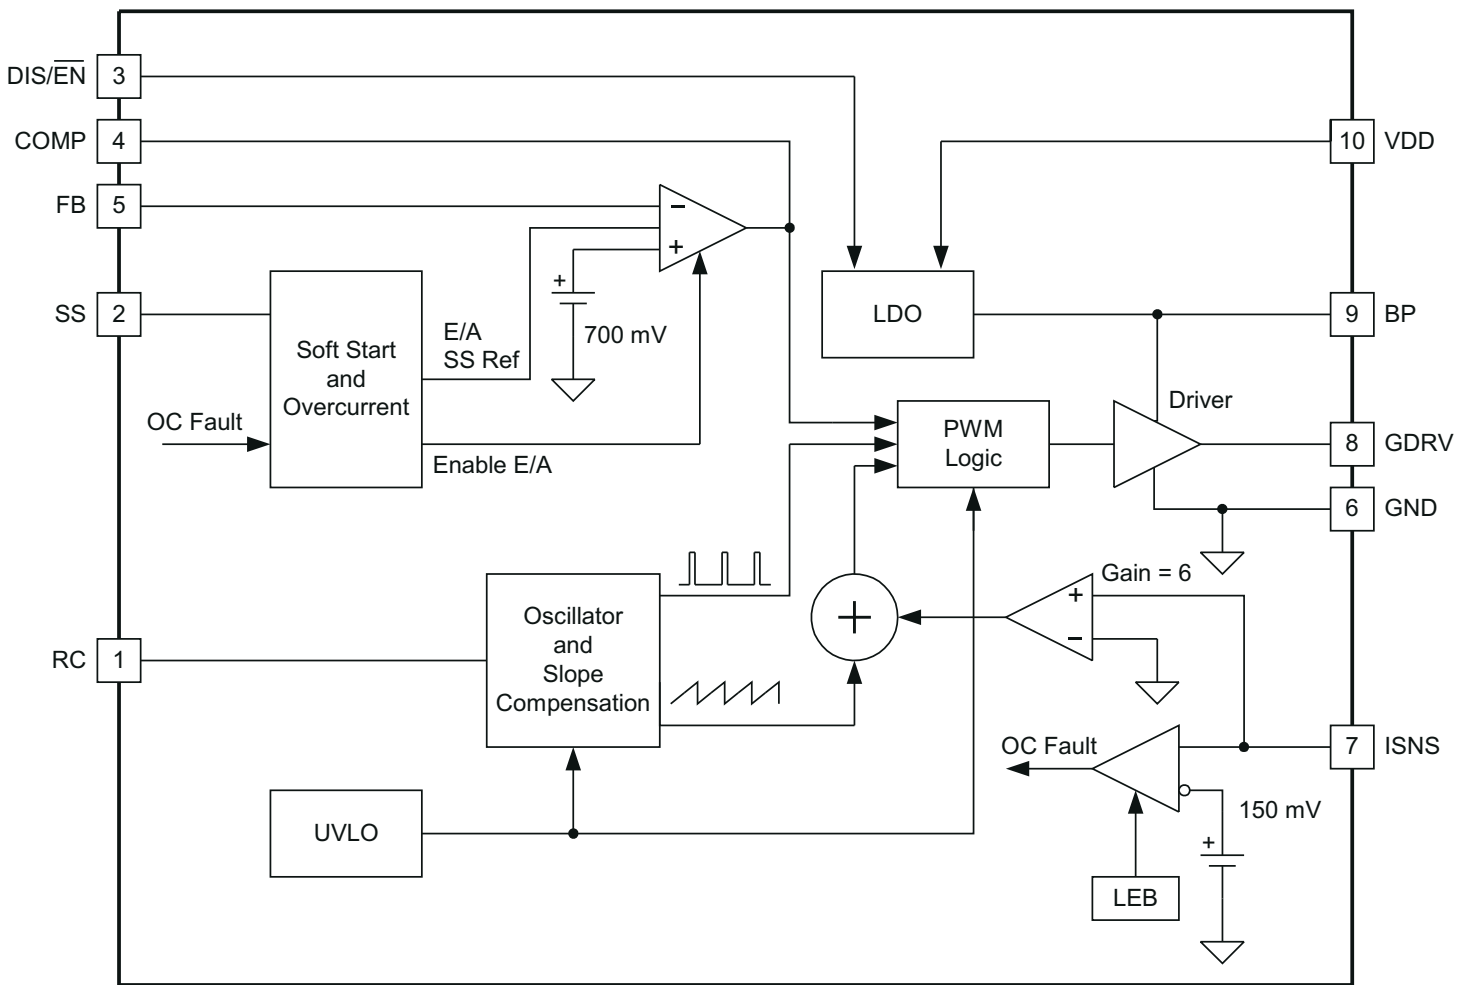 DIS/EN 3
COMP 4
10 VDD
FB 5
−
+
SS 2
+
700 mV
E/A
SS Ref
Soft Start
and
Overcurrent
OC Fault
Enable E/A
LDO
9 BP
Driver
PWM
Logic
8 GDRV
6 GND
Gain = 6
+
−
+
Oscillator
and
Slope
Compensation
RC 1
OC Fault
7 ISNS
150 mV
+
UVLO
LEB